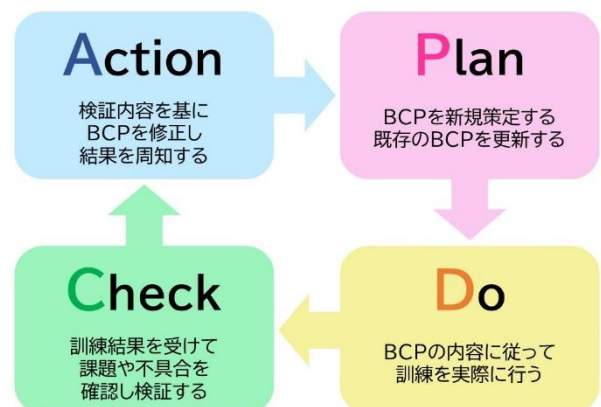 Action
検証内容を基に
BCPを修正し
結果を周知する
Plan
BCPを新規策定する
既存のBCPを更新する
Check
訓練結果を受けて
課題や不具合を
確認し検証する
Do
BCPの内容に従って
訓練を実際に行う